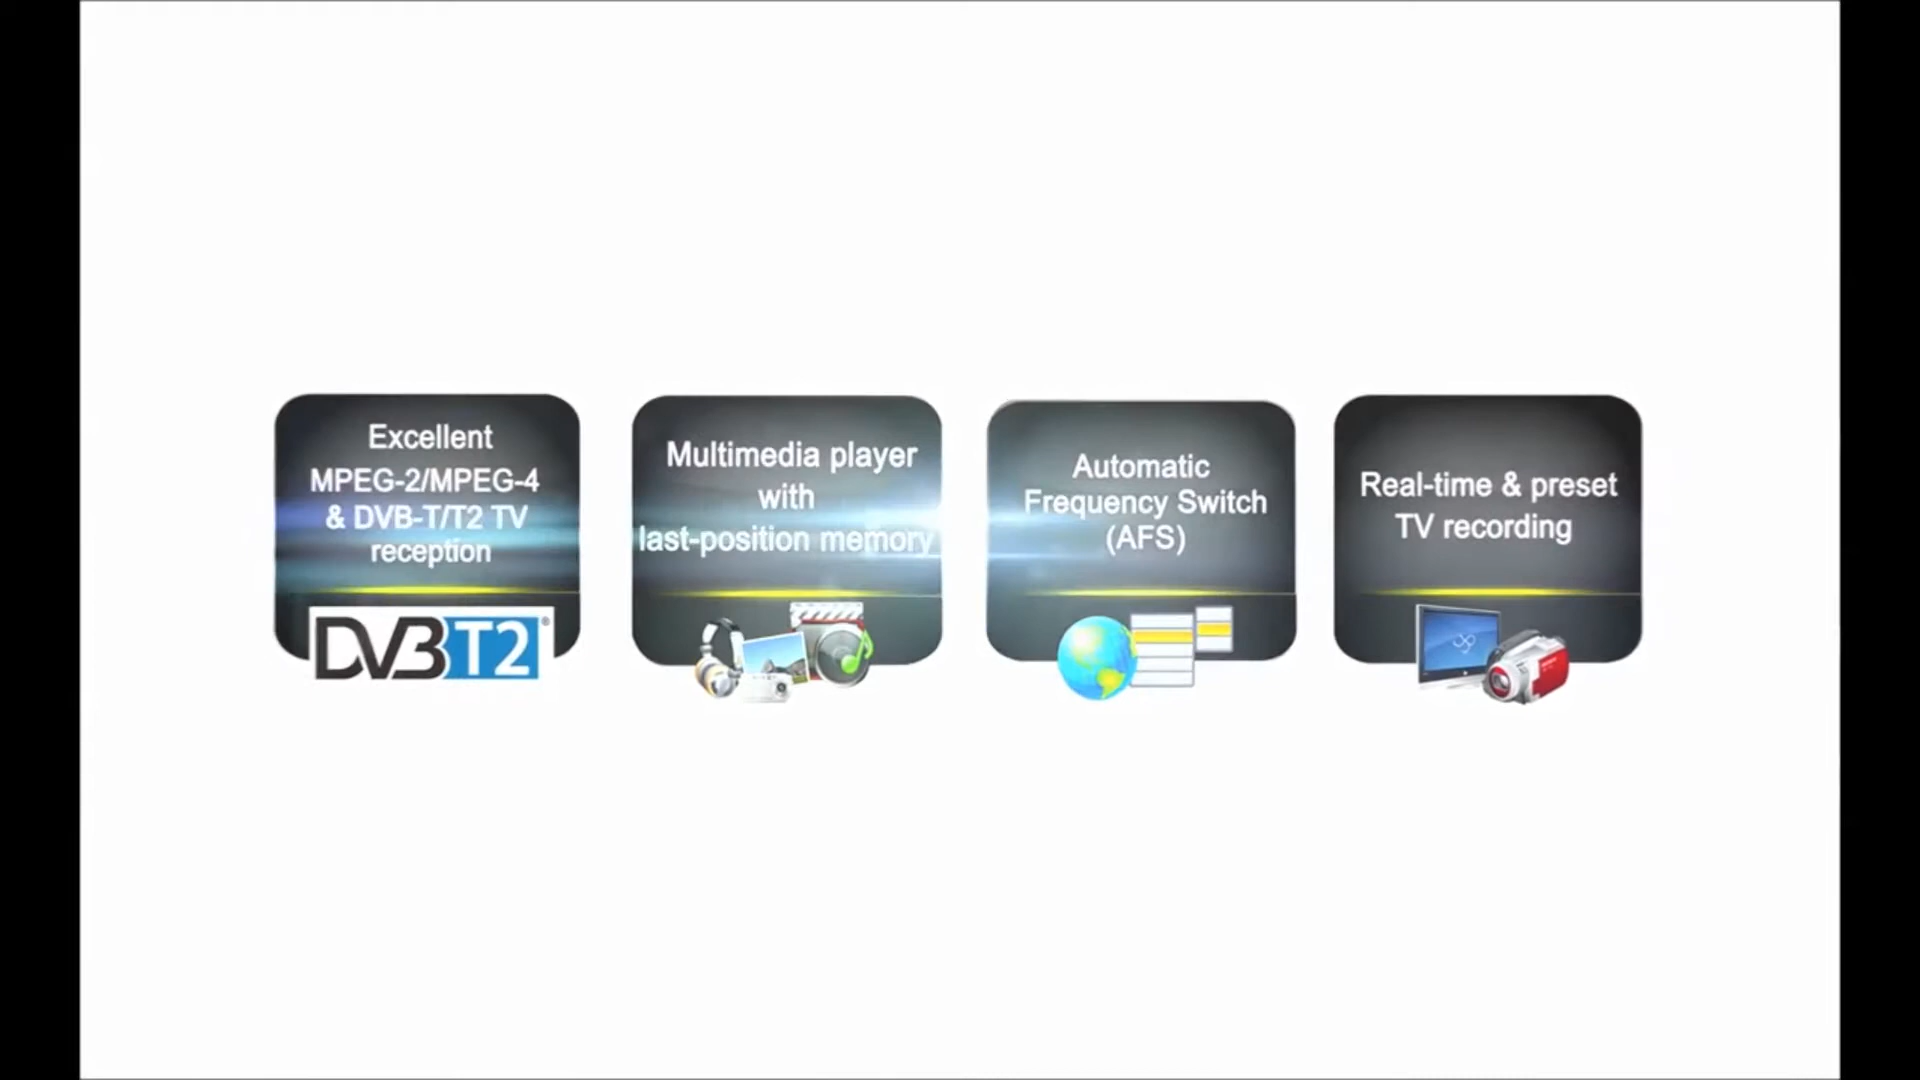 Excellent
MPEG-2/MPEG-4
& DVB-T/T2 TV
reception
DVB T2®
Multimedia player
with
last-position memory
Automatic
Frequency Switch
(AFS)
Real-time & preset
TV recording